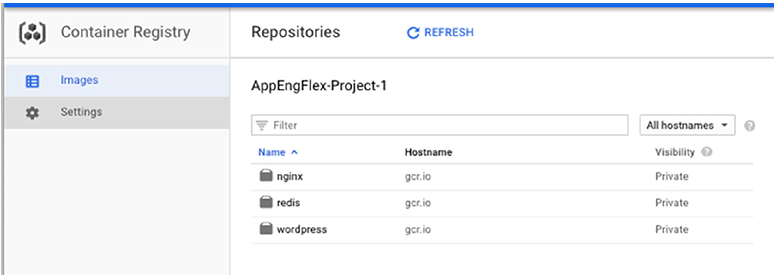 Container Registry
Repositories
REFRESH
Images
Settings
AppEngFlex-Project-1
Filter
All hostnames
?
Name
Hostname
Visibility ?
nginx gcr.io Private
redis gcr.io Private
wordpress gcr.io Private